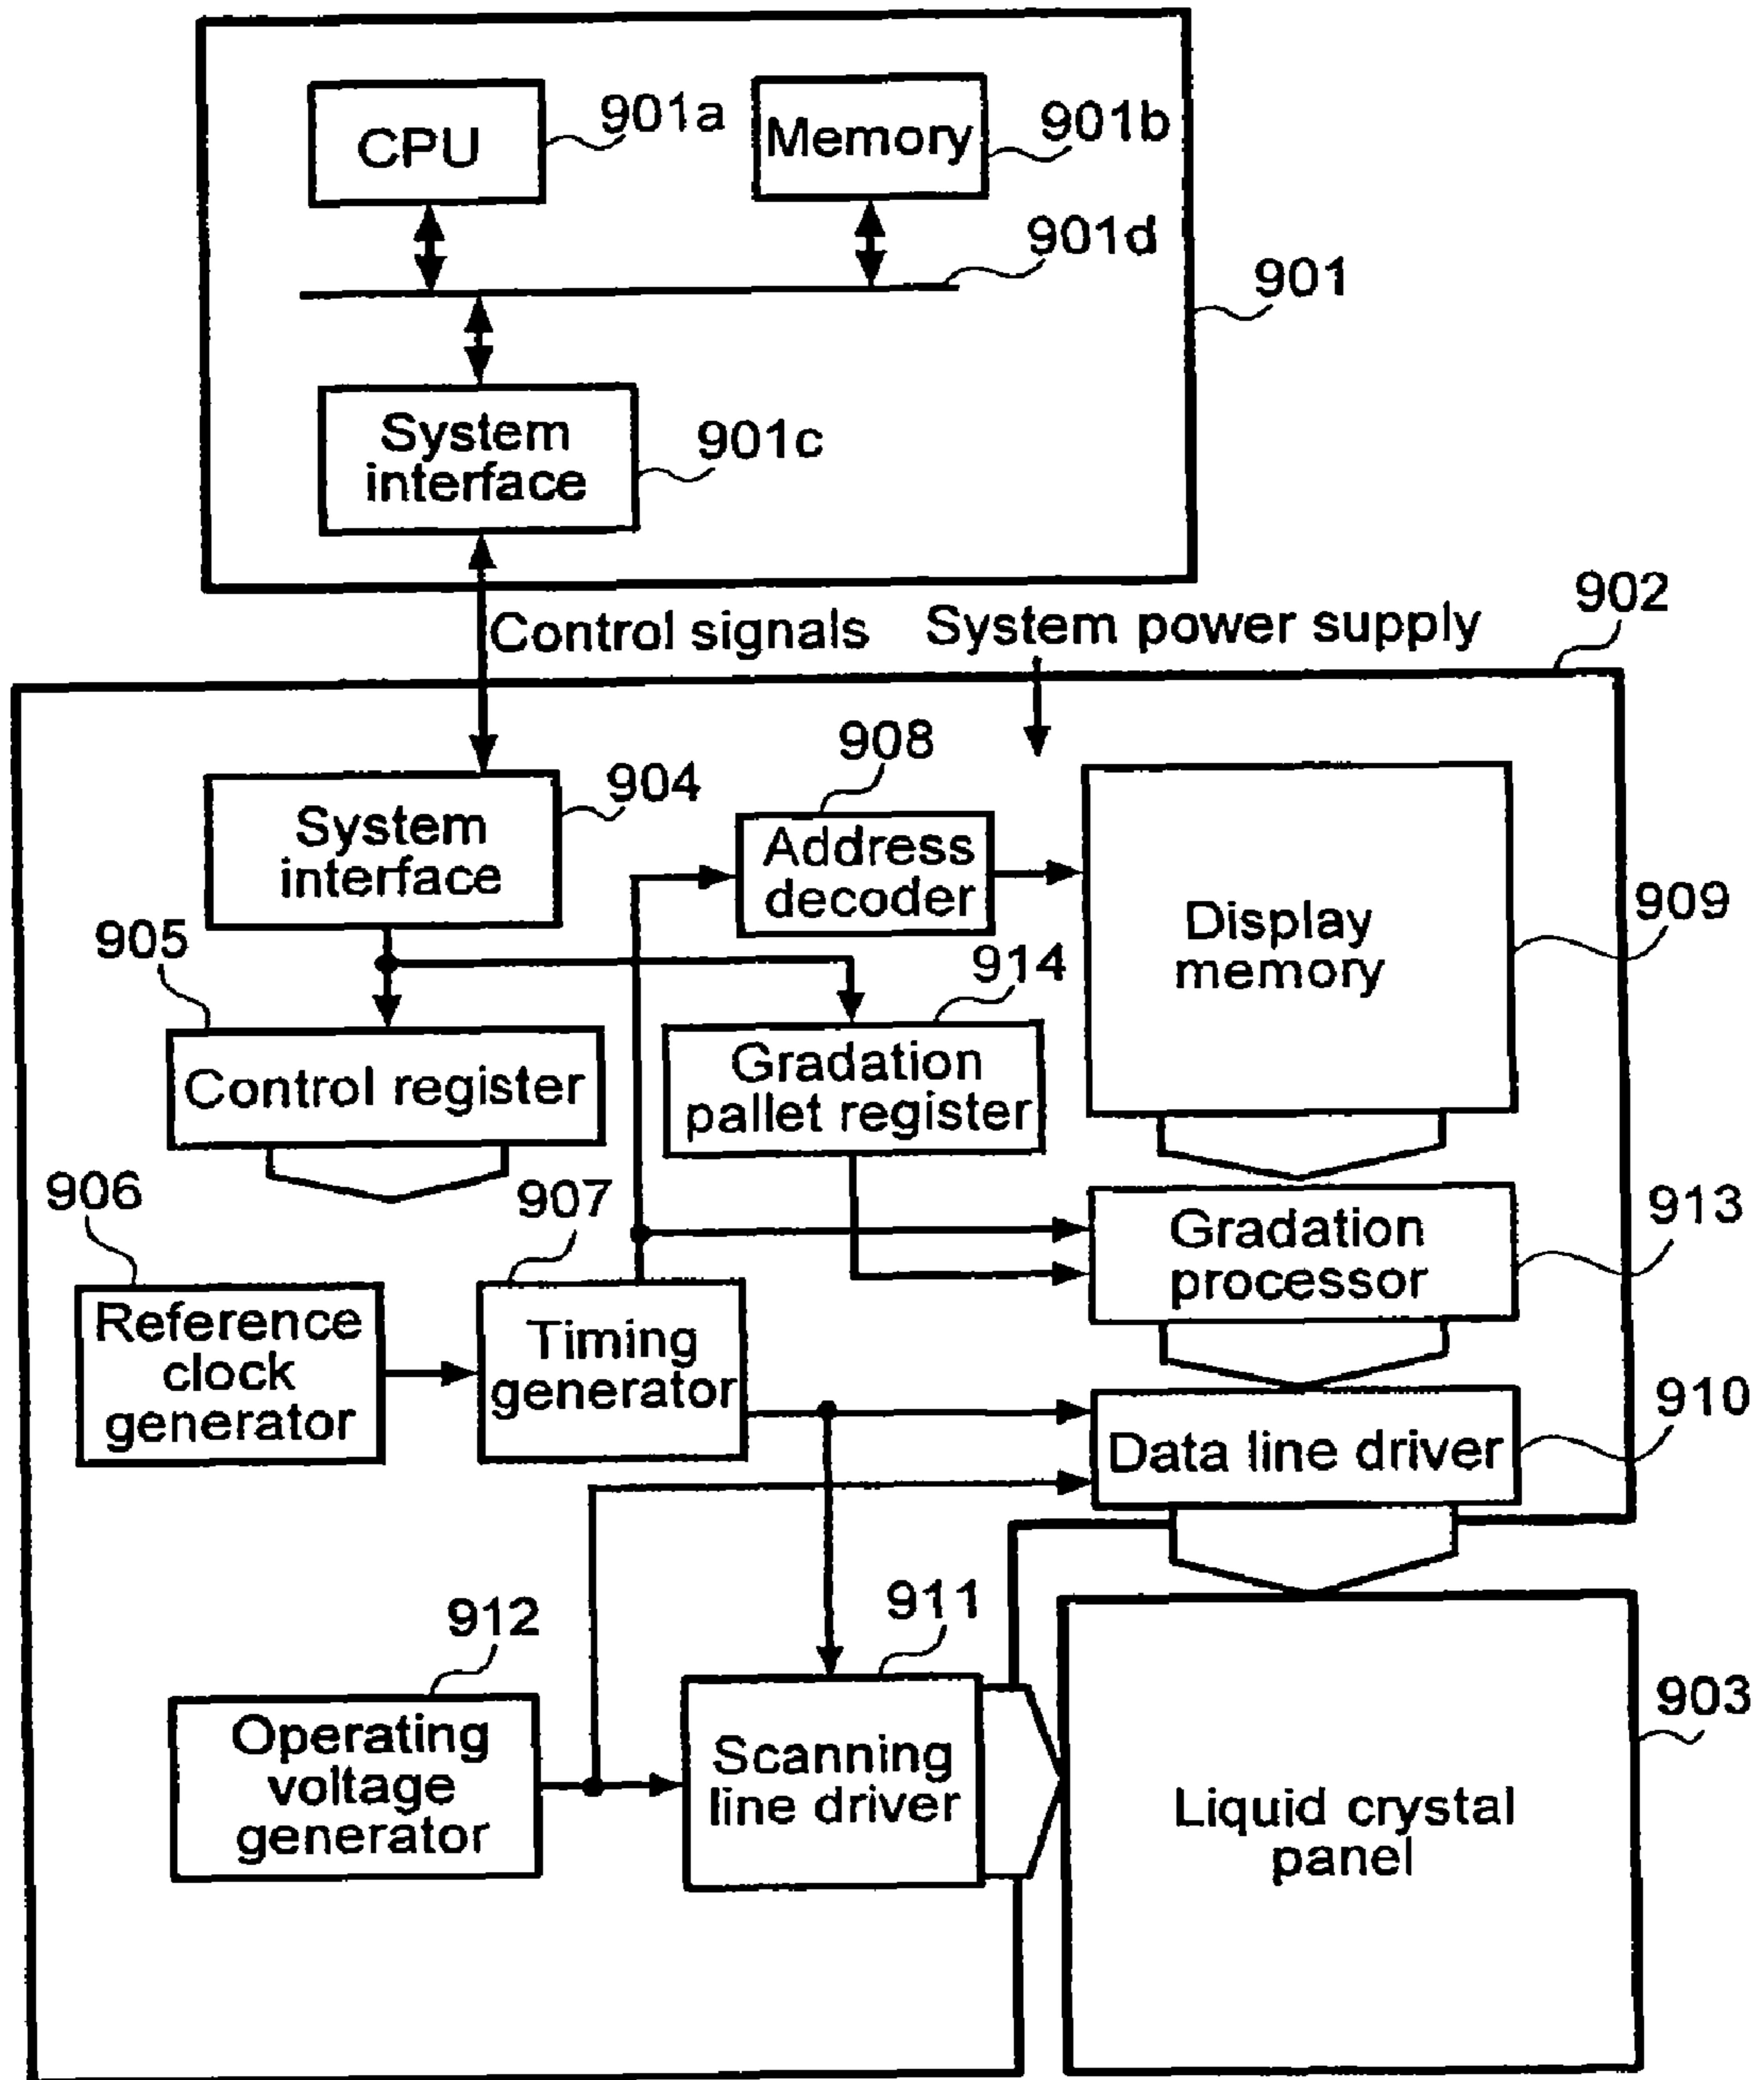 CPU
901a
Memory
901b
901d
901
System
interface
901c
Control signals
System power supply
902
System
interface
904
908
Address
decoder
Display
memory
909
905
Control register
914
Gradation
pallet register
906
Reference
clock
generator
907
Timing
generator
Gradation
processor
913
Data line driver
910
912
Operating
voltage
generator
911
Scanning
line driver
903
Liquid crystal
panel